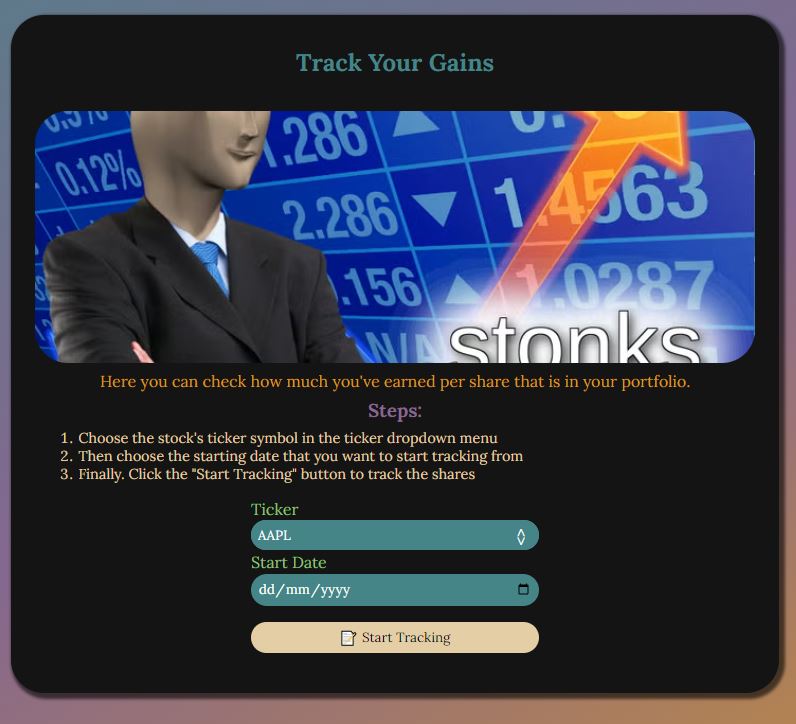 Track Your Gains
0.12%
1.286
2.286
1.4563
.156
1.0287
N/A
stonks
Here you can check how much you've earned per share that is in your portfolio.
Steps:
1. Choose the stock's ticker symbol in the ticker dropdown menu
2. Then choose the starting date that you want to start tracking from
3. Finally. Click the "Start Tracking" button to track the shares
Ticker
AAPL
Start Date
dd/mm/yyyy
Start Tracking